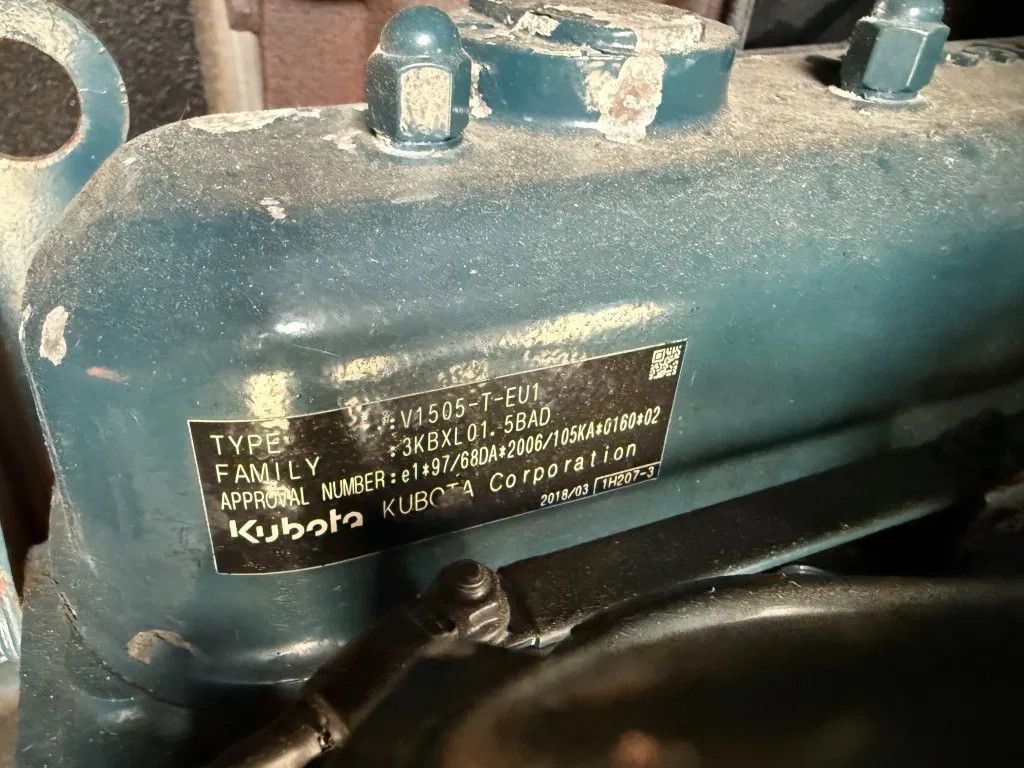 TYPE :V1505-T-EU1
FAMILY :3KBXL01.5BAD
APPROVAL NUMBER:e1*97/68DA*2006/105KA*0160*02
Kubota KUBOTA Corporation
2018/03 1H207-3